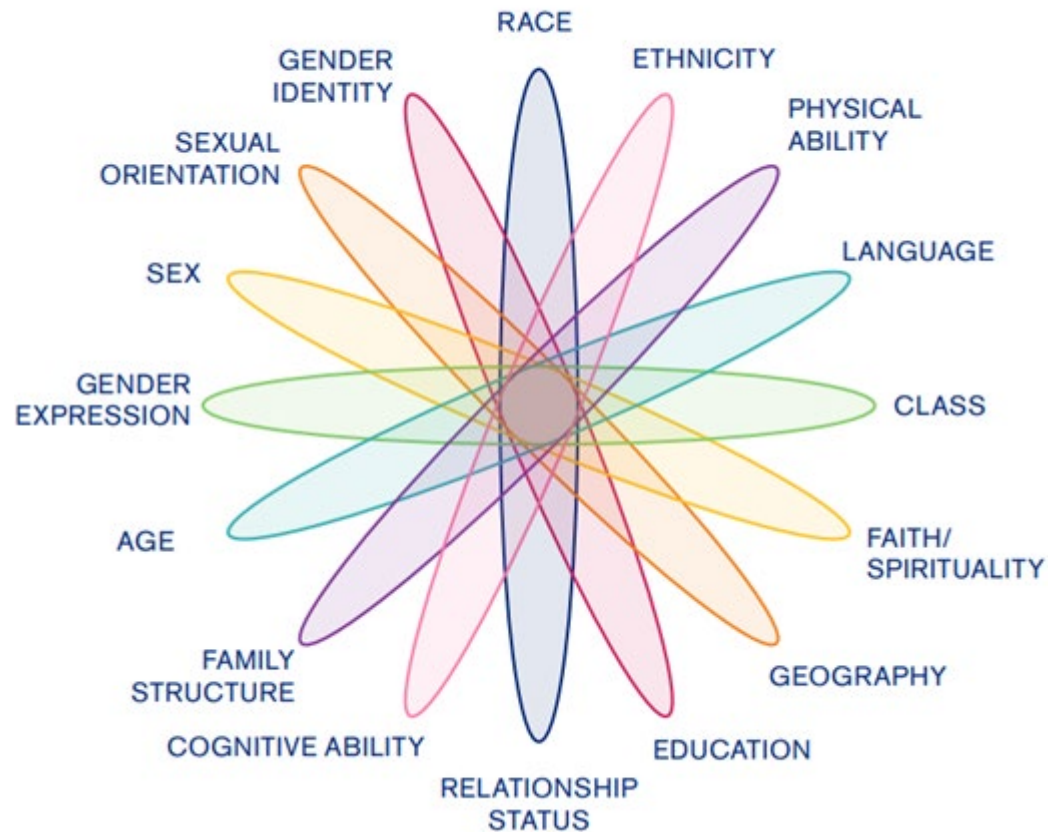 RACE
ETHNICITY
PHYSICAL
ABILITY
LANGUAGE
CLASS
FAITH/
SPIRITUALITY
GEOGRAPHY
EDUCATION
RELATIONSHIP
STATUS
COGNITIVE ABILITY
FAMILY
STRUCTURE
AGE
GENDER
EXPRESSION
SEX
SEXUAL
ORIENTATION
GENDER
IDENTITY